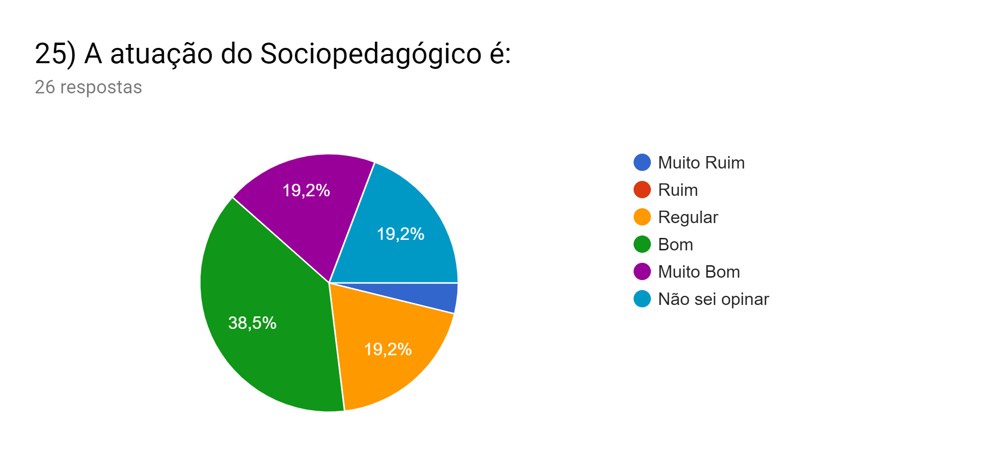 25) A atuação do Sociopedagógico é:
26 respostas
19,2%
19,2%
38,5%
19,2%
Muito Ruim
Ruim
Regular
Bom
Muito Bom
Não sei opinar